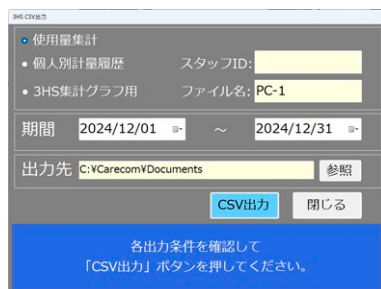 3HS CSV出力
使用量集計
個人別計量履歴 スタッフID:
3HS集計グラフ用 ファイル名: PC-1
期間 2024/12/01 ～ 2024/12/31
出力先 C:¥Carecom¥Documents 参照
CSV出力 閉じる
各出力条件を確認して
「CSV出力」ボタンを押してください。